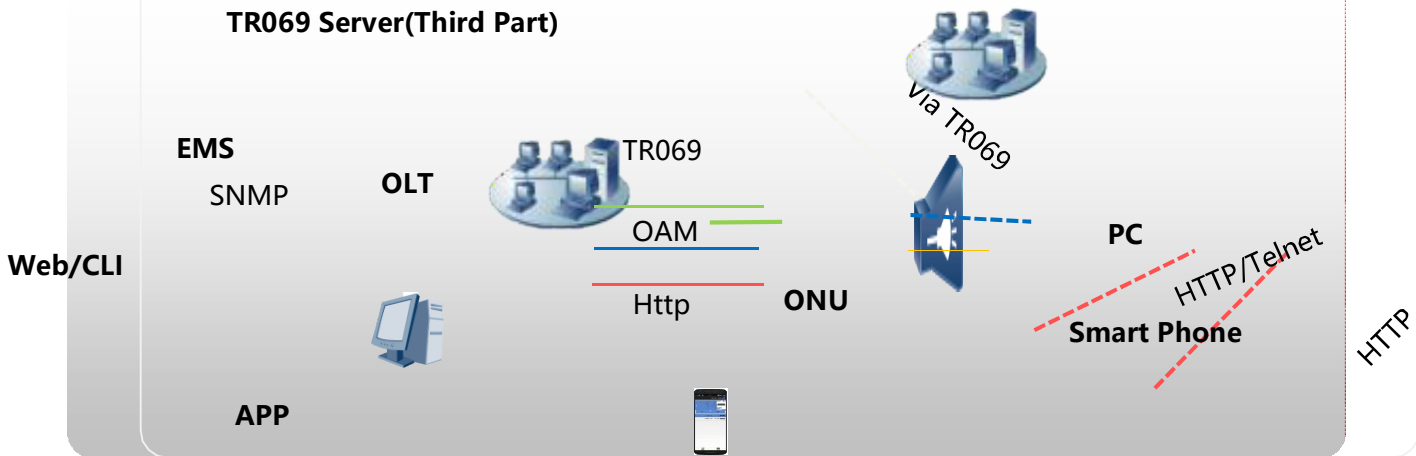 TR069 Server(Third Part)
Via TR069
EMS
TR069
SNMP
OLT
OAM
PC
Web/CLI
HTTP/Telnet
Http
ONU
Smart Phone
HTTP
APP